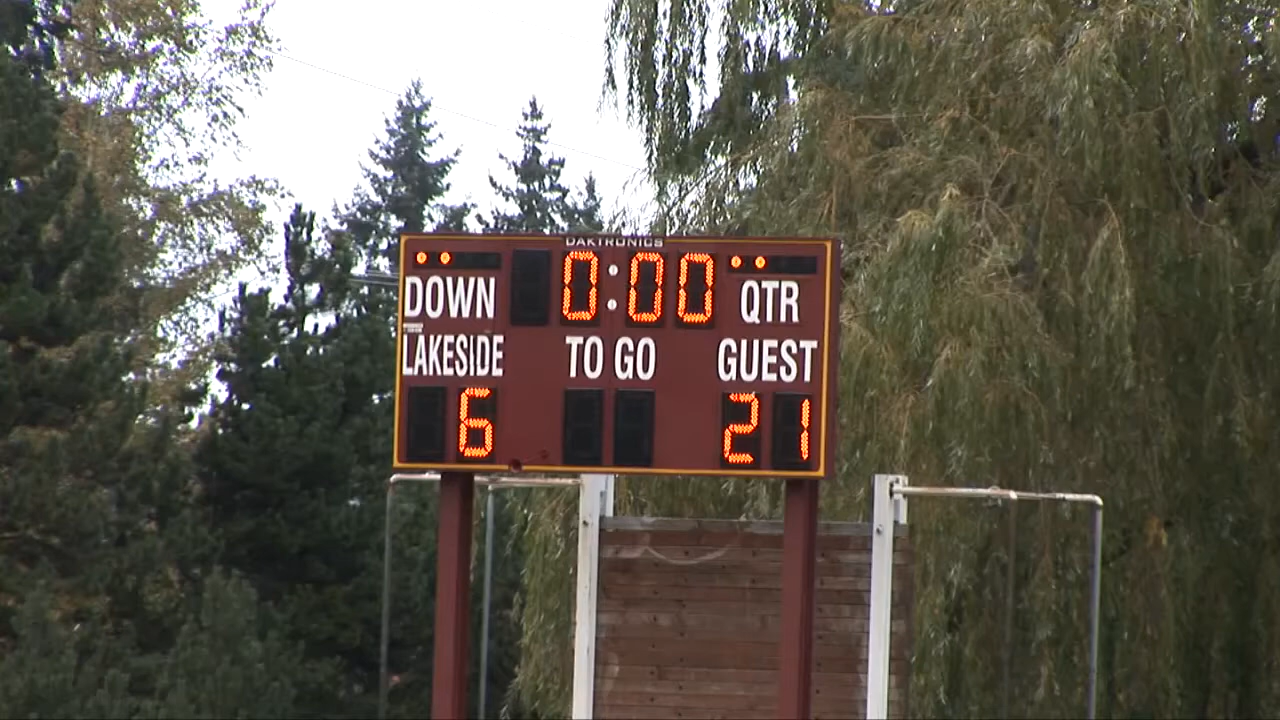 DAKTRONICS
0:00
DOWN QTR
LAKESIDE TO GO GUEST
6 21